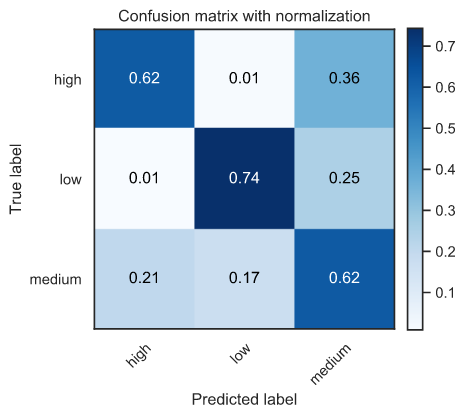 Confusion matrix with normalization
True label
high
0.62
0.01
0.36
low
0.01
0.74
0.25
medium
0.21
0.17
0.62
high
low
medium
Predicted label
0.7
0.6
0.5
0.4
0.3
0.2
0.1